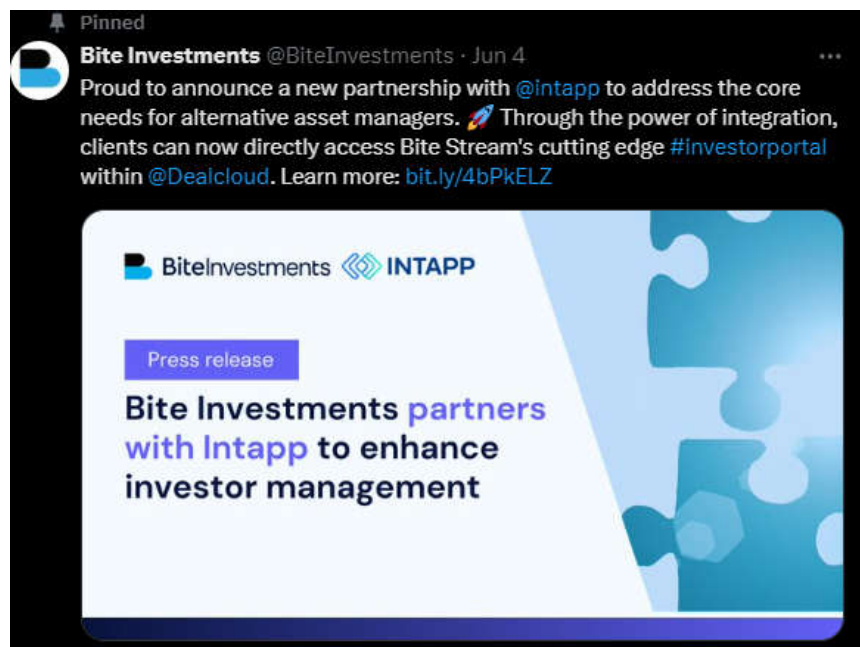 Pinned
Bite Investments @BiteInvestments · Jun 4
Proud to announce a new partnership with @intapp to address the core
needs for alternative asset managers. 🚀 Through the power of integration,
clients can now directly access Bite Stream's cutting edge #investorportal
within @Dealcloud. Learn more: bit.ly/4bPkELZ
BiteInvestments INTAPP
Press release
Bite Investments partners
with Intapp to enhance
investor management